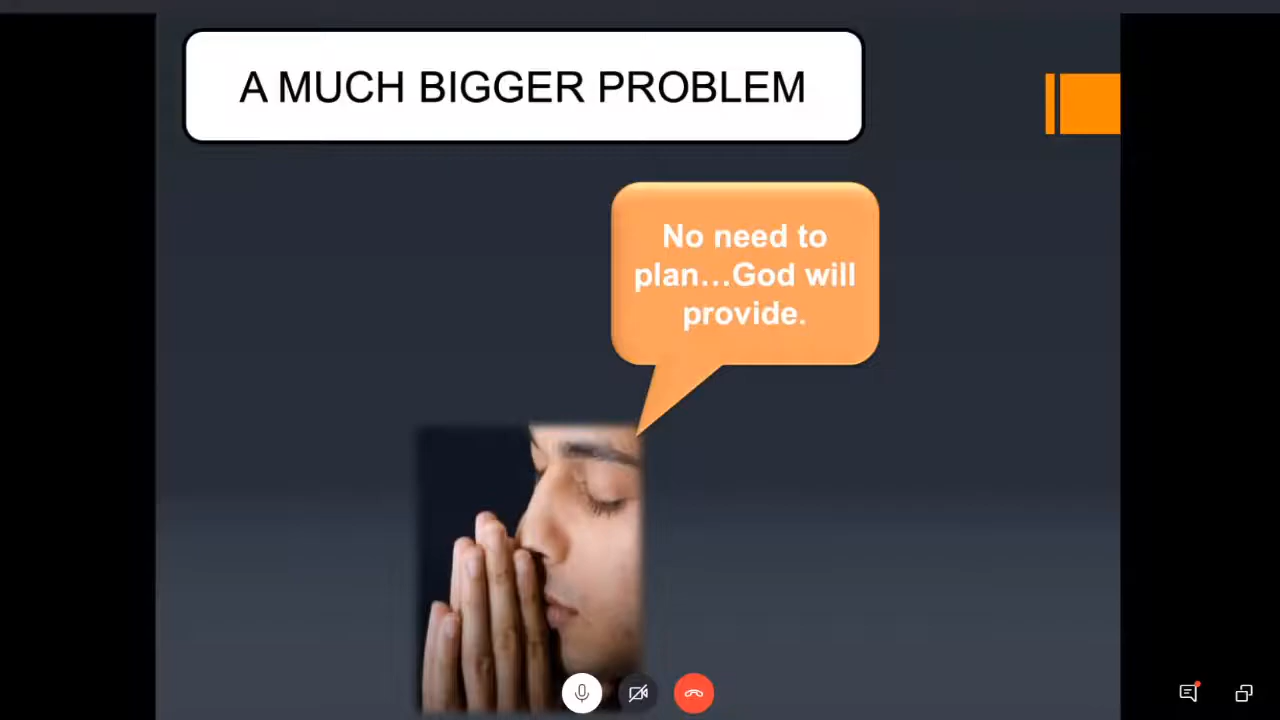 A MUCH BIGGER PROBLEM
No need to
plan...God will
provide.